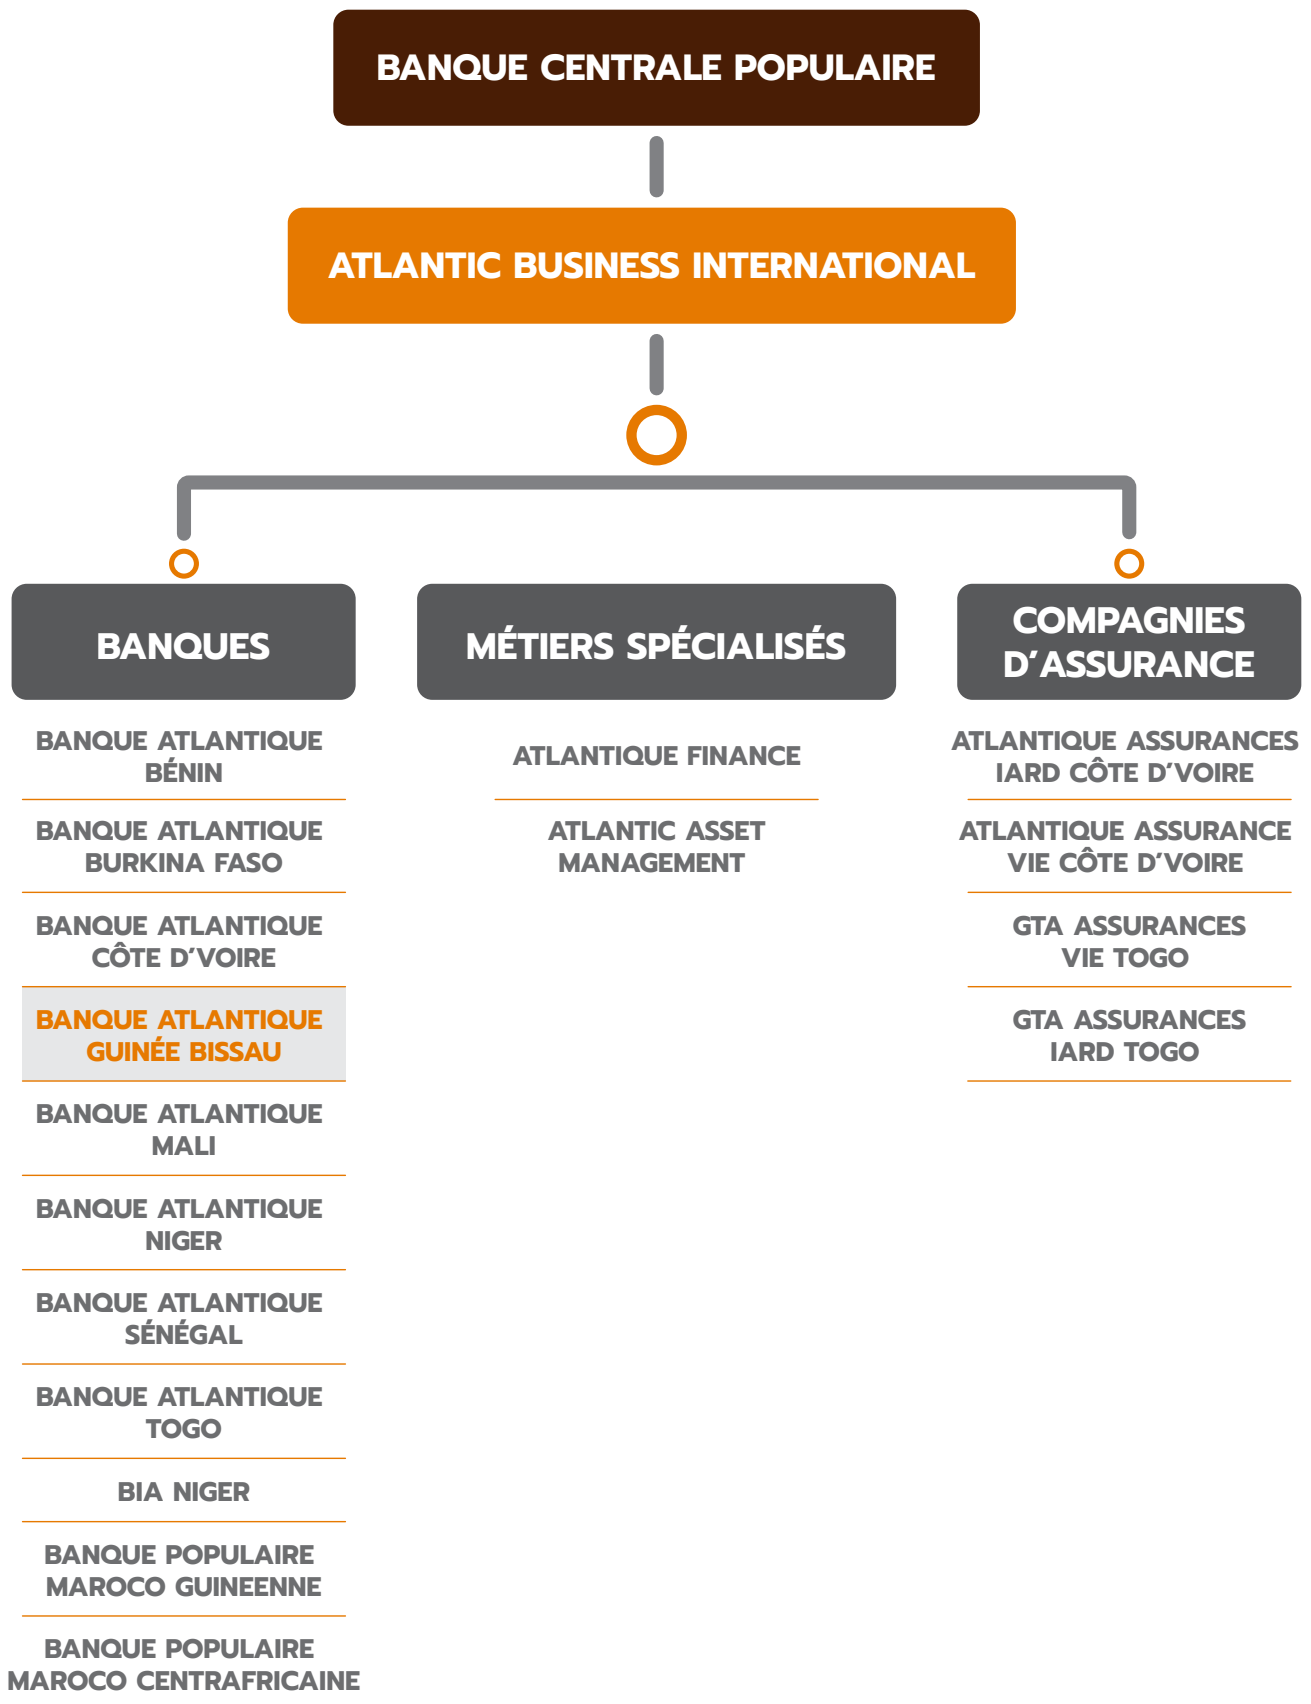 BANQUE CENTRALE POPULAIRE
ATLANTIC BUSINESS INTERNATIONAL
BANQUES
BANQUE ATLANTIQUE
BÉNIN
BANQUE ATLANTIQUE
BURKINA FASO
BANQUE ATLANTIQUE
CÔTE D’VOIRE
BANQUE ATLANTIQUE
GUINÉE BISSAU
BANQUE ATLANTIQUE
MALI
BANQUE ATLANTIQUE
NIGER
BANQUE ATLANTIQUE
SÉNÉGAL
BANQUE ATLANTIQUE
TOGO
BIA NIGER
BANQUE POPULAIRE
MAROCO GUINEENNE
BANQUE POPULAIRE
MAROCO CENTRAFRICAINE
MÉTIERS SPÉCIALISÉS
ATLANTIQUE FINANCE
ATLANTIC ASSET
MANAGEMENT
COMPAGNIES
D’ASSURANCE
ATLANTIQUE ASSURANCES
IARD CÔTE D’VOIRE
ATLANTIQUE ASSURANCE
VIE CÔTE D’VOIRE
GTA ASSURANCES
VIE TOGO
GTA ASSURANCES
IARD TOGO